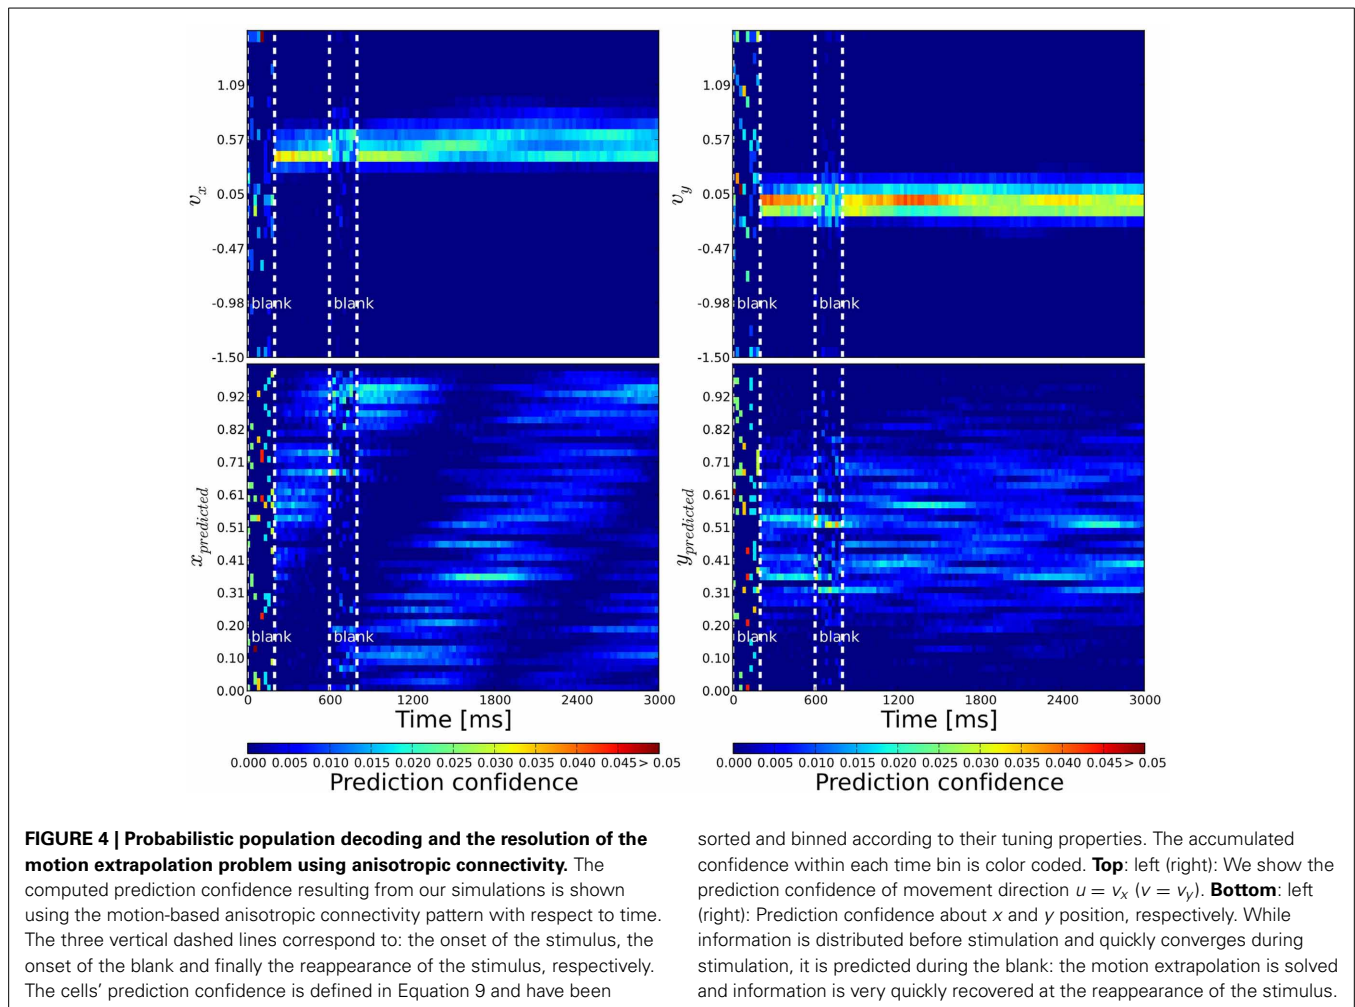 1.09
0.57
0.05
-0.47
-0.98
-1.50
v_x
blank
blank
1.09
0.57
0.05
-0.47
-0.98
-1.50
v_y
blank
blank
0.92
0.82
0.71
0.61
0.51
0.41
0.31
0.20
0.10
0.00
x_predicted
blank
blank
0 600 1200 1800 2400 3000
Time [ms]
0.92
0.82
0.71
0.61
0.51
0.41
0.31
0.20
0.10
0.00
y_predicted
blank
blank
0 600 1200 1800 2400 3000
Time [ms]
0.000 0.005 0.010 0.015 0.020 0.025 0.030 0.035 0.040 0.045 > 0.05
Prediction confidence
0.000 0.005 0.010 0.015 0.020 0.025 0.030 0.035 0.040 0.045 > 0.05
Prediction confidence
FIGURE 4 | Probabilistic population decoding and the resolution of the
motion extrapolation problem using anisotropic connectivity. The
computed prediction confidence resulting from our simulations is shown
using the motion-based anisotropic connectivity pattern with respect to time.
The three vertical dashed lines correspond to: the onset of the stimulus, the
onset of the blank and finally the reappearance of the stimulus, respectively.
The cells' prediction confidence is defined in Equation 9 and have been
sorted and binned according to their tuning properties. The accumulated
confidence within each time bin is color coded. Top: left (right): We show the
prediction confidence of movement direction u = v_x (v = v_y). Bottom: left
(right): Prediction confidence about x and y position, respectively. While
information is distributed before stimulation and quickly converges during
stimulation, it is predicted during the blank: the motion extrapolation is solved
and information is very quickly recovered at the reappearance of the stimulus.